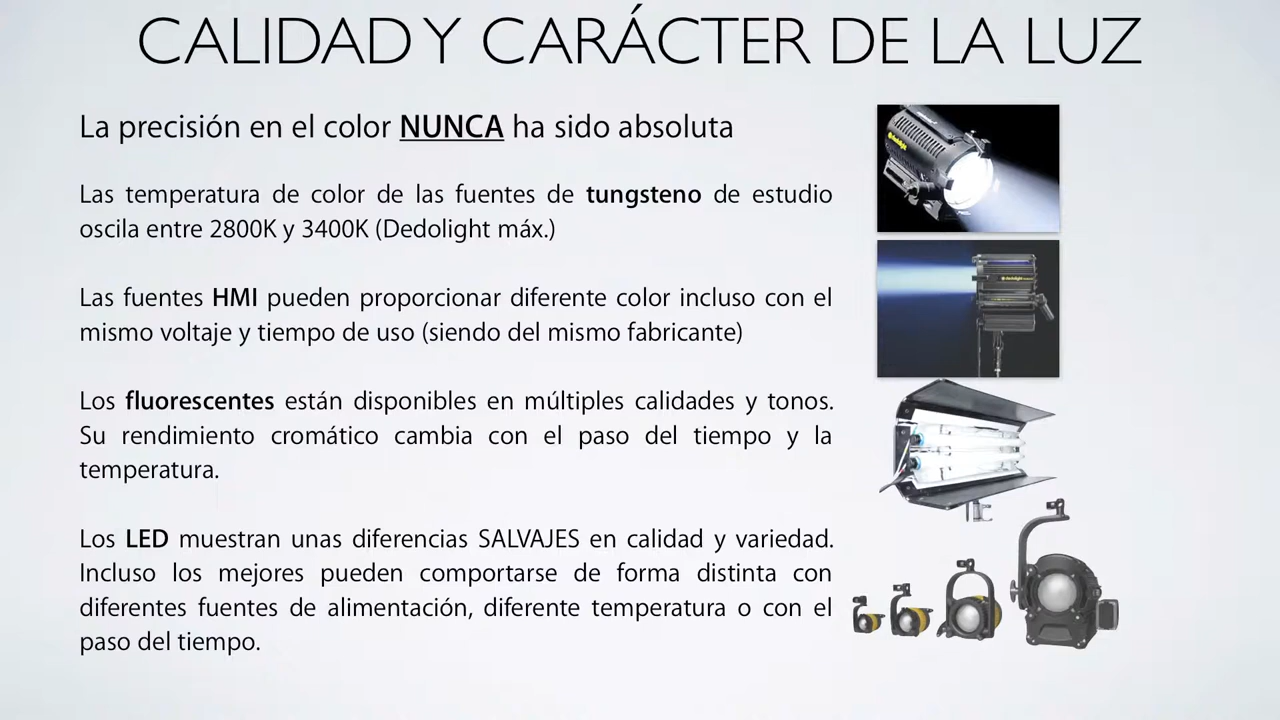 CALIDAD Y CARÁCTER DE LA LUZ
La precisión en el color NUNCA ha sido absoluta
Las temperatura de color de las fuentes de tungsteno de estudio
oscila entre 2800K y 3400K (Dedolight máx.)
Las fuentes HMI pueden proporcionar diferente color incluso con el
mismo voltaje y tiempo de uso (siendo del mismo fabricante)
Los fluorescentes están disponibles en múltiples calidades y tonos.
Su rendimiento cromático cambia con el paso del tiempo y la
temperatura.
Los LED muestran unas diferencias SALVAJES en calidad y variedad.
Incluso los mejores pueden comportarse de forma distinta con
diferentes fuentes de alimentación, diferente temperatura o con el
paso del tiempo.